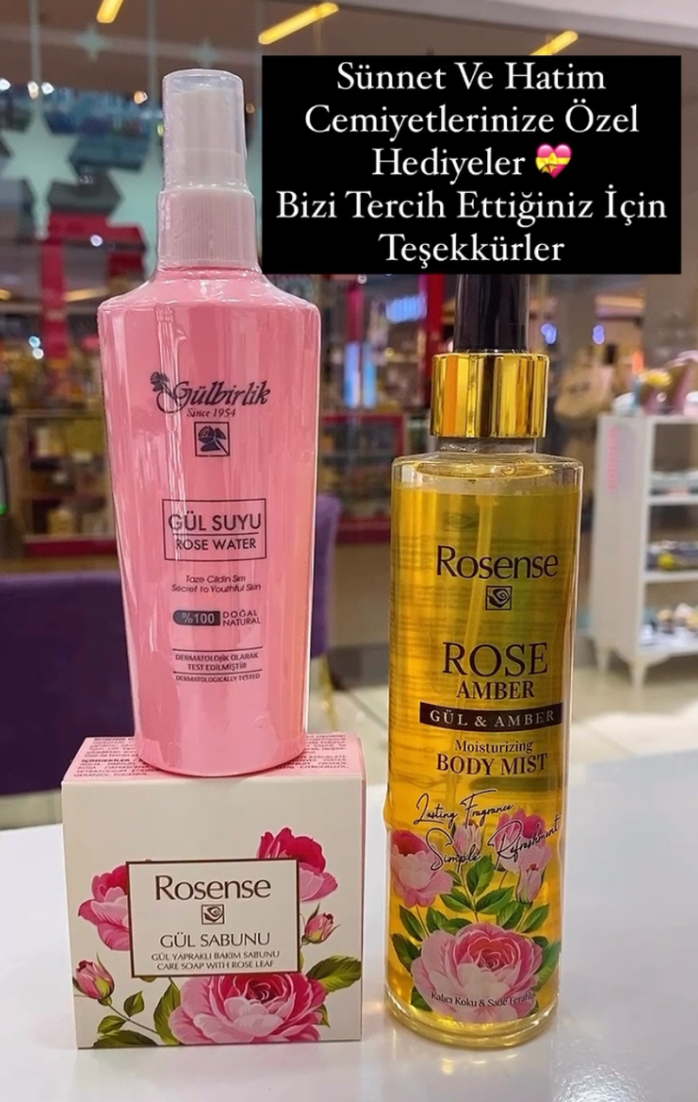 Sünnet Ve Hatim
Cemiyetlerinize Özel
Hediyeler 💝
Bizi Tercih Ettiğiniz İçin
Teşekkürler
Gülbirlik
Since 1954
GÜL SUYU
ROSE WATER
Taze Cildin Sırrı
Secret to Youthful Skin
%100 DOĞAL
NATURAL
DERMATOLOJİK OLARAK
TEST EDİLMİŞTİR
DERMATOLOGICALLY TESTED
Rosense
GÜL SABUNU
GÜL YAPRAKLI BAKIM SABUNU
CARE SOAP WITH ROSE LEAF
Rosense
ROSE
AMBER
GÜL & AMBER
Moisturizing
BODY MIST
Lasting Fragrance
Simple Refreshment
Kalıcı Koku & Sade Ferahlık